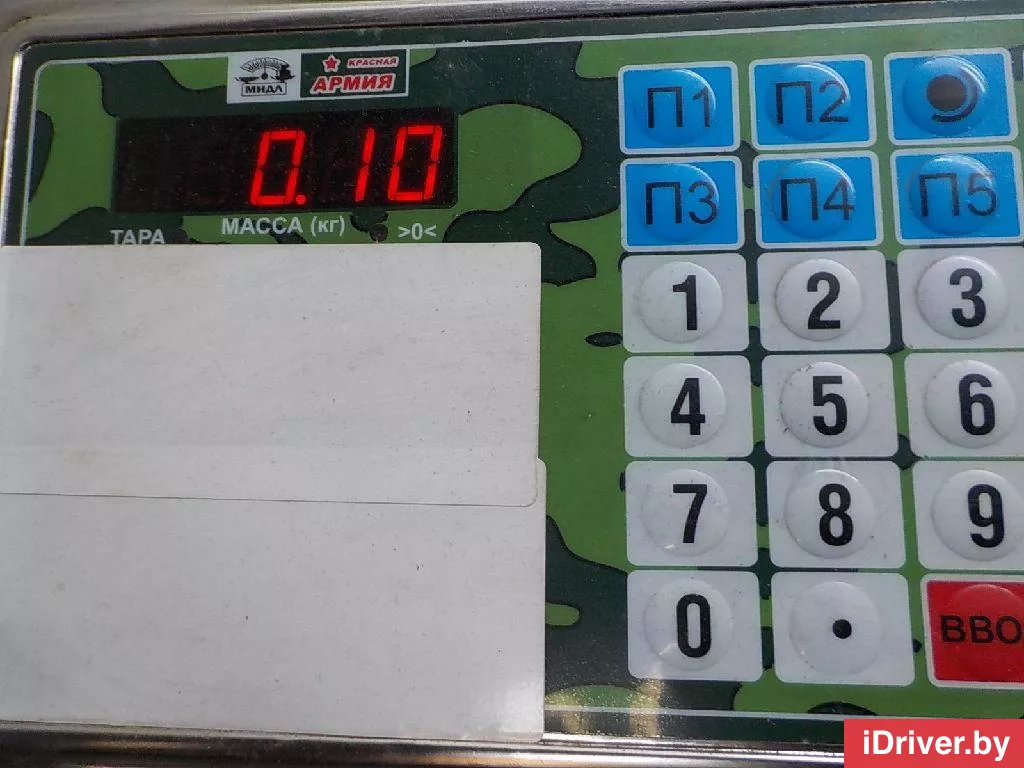 МИДЛ
КРАСНАЯ
АРМИЯ
0.10
ТАРА МАССА (кг) >0<
П1 П2
П3 П4 П5
1 2 3
4 5 6
7 8 9
0 .
ВВО
iDriver.by